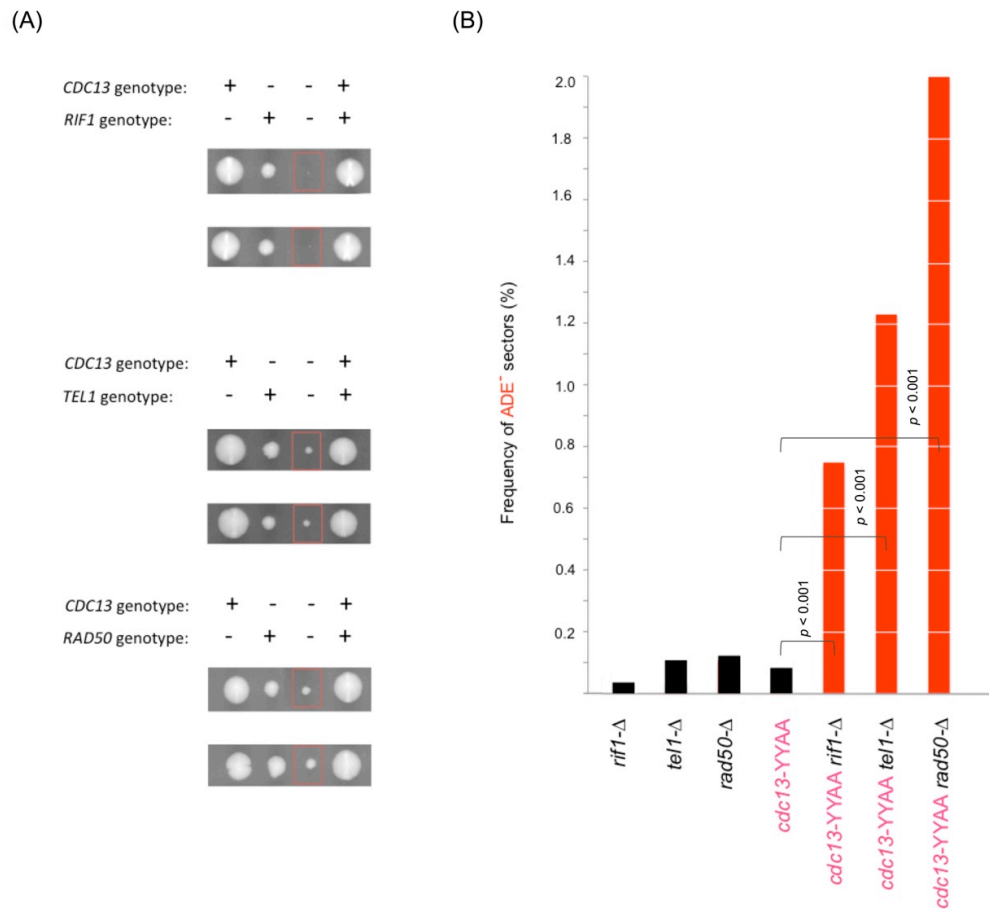 (A)
CDC13 genotype: + - - +
RIF1 genotype: - + - +
CDC13 genotype: + - - +
TEL1 genotype: - + - +
CDC13 genotype: + - - +
RAD50 genotype: - + - +
(B)
Frequency of ADE⁻ sectors (%)
2.0
1.8
1.6
1.4
1.2
1.0
0.8
0.6
0.4
0.2
p < 0.001
p < 0.001
p < 0.001
rif1-Δ
tel1-Δ
rad50-Δ
cdc13-YYAA
cdc13-YYAA rif1-Δ
cdc13-YYAA tel1-Δ
cdc13-YYAA rad50-Δ